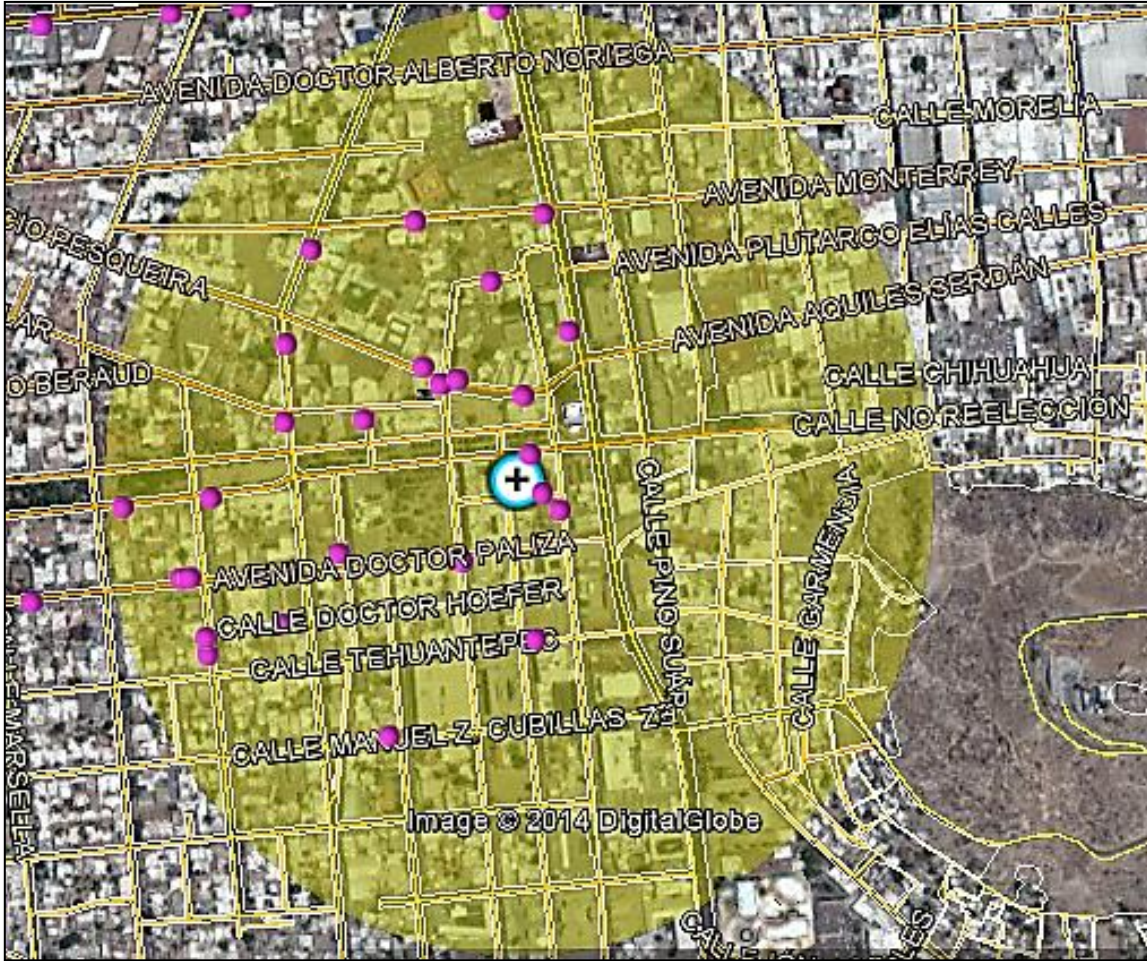 AVENIDA DOCTOR ALBERTO NORIEGA
CALLE MORELIA
AVENIDA MONTERREY
CIO PESQUEIRA
AVENIDA PLUTARCO ELÍAS CALLES
AVENIDA AQUILES SERDÁN
AR
O BERAUD
CALLE CHIHUAHUA
CALLE NO REELECCIÓN
CALLE PINO SUÁR
CALLE GARMENDIA
AVENIDA DOCTOR PALIZA
CALLE DOCTOR HOEFER
CALLE TEHUANTEPEC
CALLE MANUEL Z. CUBILLAS Z
MARSELLA
Image © 2014 DigitalGlobe